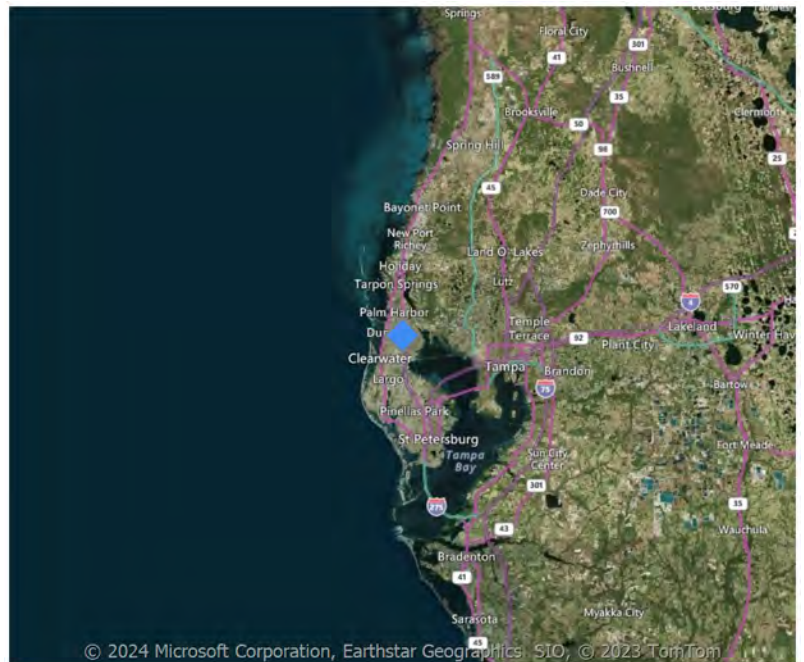 Springs
Floral City
41
301
Bushnell
589
35
Brooksville
50
Clermont
98
Spring Hill
25
45
Dade City
Bayonet Point
700
New Port
Richey
Land O' Lakes
Zephyrhills
Holiday
Lutz
Tarpon Springs
570
4
Palm Harbor
Temple
Terrace
Lakeland
92
Winter Hav
Plant City
Clearwater
Tampa
Brandon
Largo
75
Bartow
Pinellas Park
St Petersburg
Fort Meade
Tampa
Bay
Sun City
Center
301
275
35
43
Wauchula
Bradenton
41
Myakka City
Sarasota
45
© 2024 Microsoft Corporation, Earthstar Geographics SIO, © 2023 TomTom